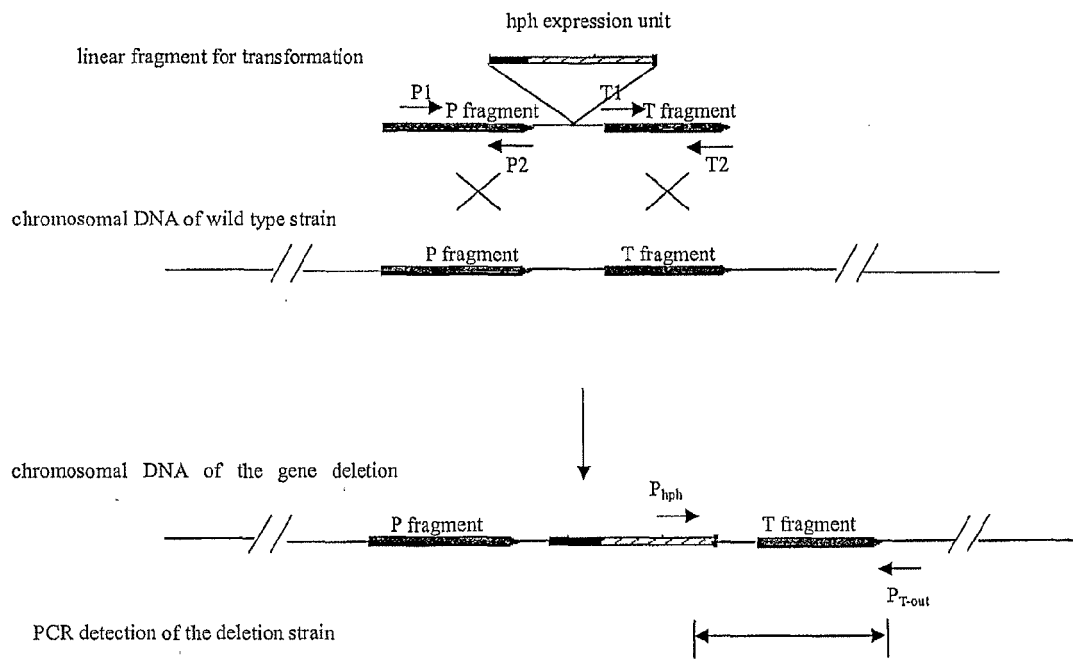 hph expression unit
linear fragment for transformation
P1
T1
P fragment
T fragment
P2
T2
chromosomal DNA of wild type strain
P fragment
T fragment
chromosomal DNA of the gene deletion
Phph
P fragment
T fragment
PT-out
PCR detection of the deletion strain